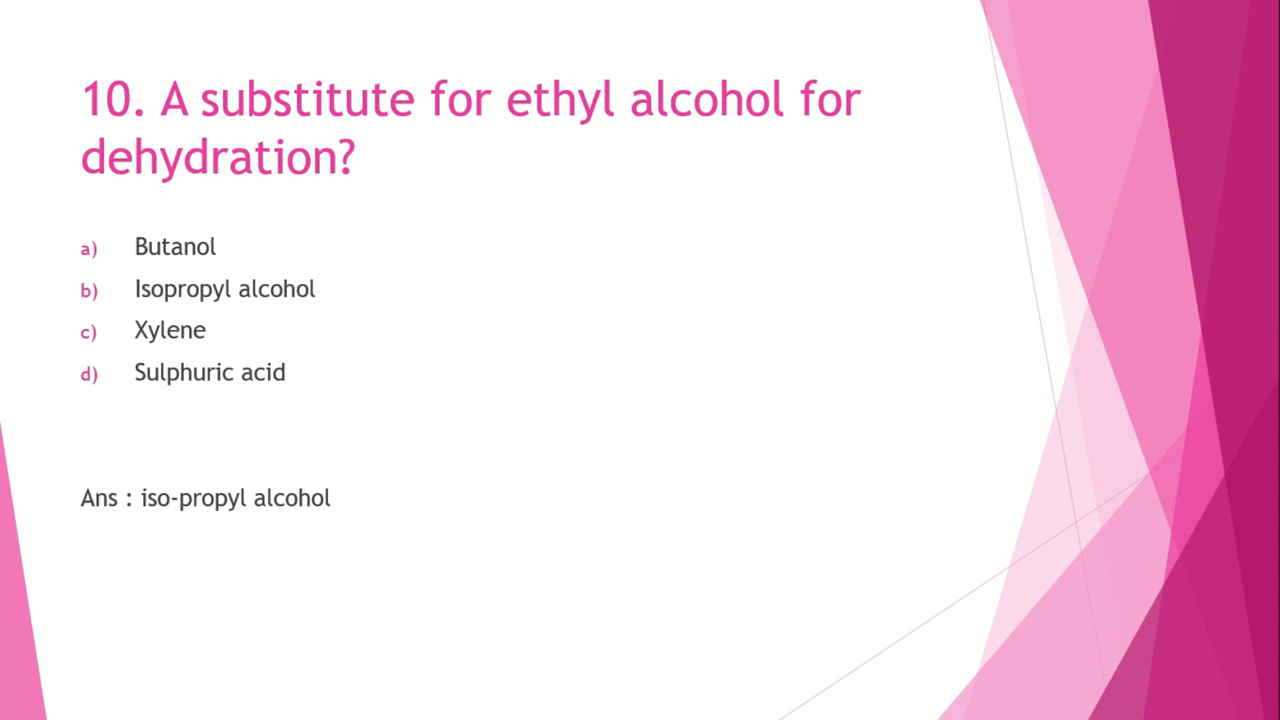 10. A substitute for ethyl alcohol for
dehydration?
a) Butanol
b) Isopropyl alcohol
c) Xylene
d) Sulphuric acid
Ans : iso-propyl alcohol